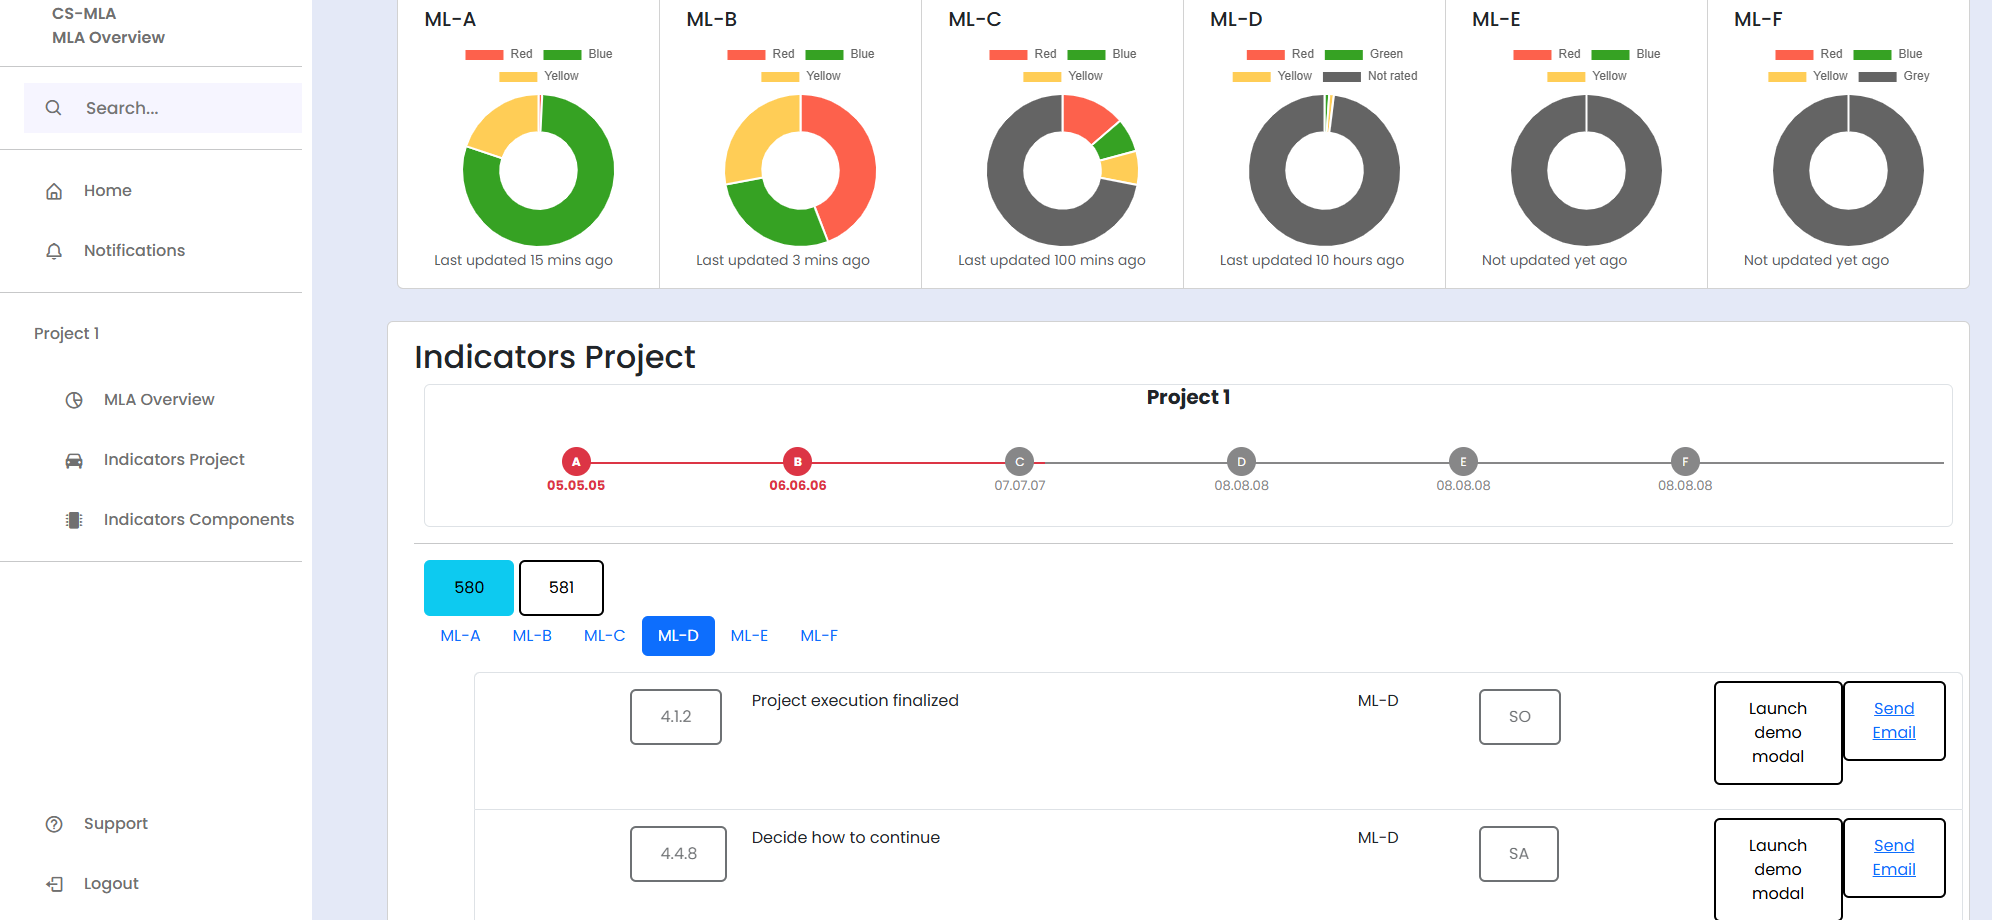 CS-MLA
MLA Overview
Search...
Home
Notifications
Project 1
MLA Overview
Indicators Project
Indicators Components
Support
Logout
ML-A
Red Blue
Yellow
Last updated 15 mins ago
ML-B
Red Blue
Yellow
Last updated 3 mins ago
ML-C
Red Blue
Yellow
Last updated 100 mins ago
ML-D
Red Green
Yellow Not rated
Last updated 10 hours ago
ML-E
Red Blue
Yellow
Not updated yet ago
ML-F
Red Blue
Yellow Grey
Not updated yet ago
Indicators Project
Project 1
A B C D E F
05.05.05 06.06.06 07.07.07 08.08.08 08.08.08 08.08.08
580 581
ML-A ML-B ML-C ML-D ML-E ML-F
4.1.2 Project execution finalized ML-D SO
Launch
demo
modal
Send
Email
4.4.8 Decide how to continue ML-D SA
Launch
demo
modal
Send
Email